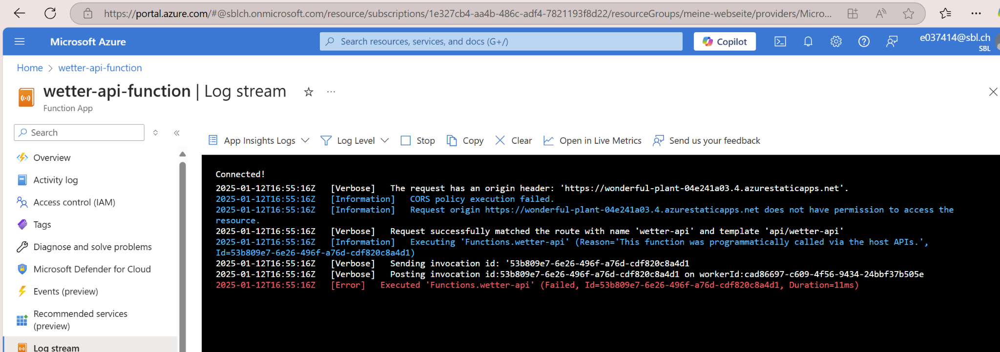 https://portal.azure.com/#@sblch.onmicrosoft.com/resource/subscriptions/1e327cb4-aa4b-486c-adf4-7821193f8d22/resourceGroups/meine-webseite/providers/Micro...
Microsoft Azure
Search resources, services, and docs (G+/)
Copilot
e037414@sbl.ch
SBL
Home > wetter-api-function
wetter-api-function | Log stream
Function App
Search
App Insights Logs
Log Level
Stop
Copy
Clear
Open in Live Metrics
Send us your feedback
Overview
Activity log
Access control (IAM)
Tags
Diagnose and solve problems
Microsoft Defender for Cloud
Events (preview)
Recommended services
(preview)
Log stream
Connected!
2025-01-12T16:55:16Z [Verbose] The request has an origin header: 'https://wonderful-plant-04e241a03.4.azurestaticapps.net'.
2025-01-12T16:55:16Z [Information] CORS policy execution failed.
2025-01-12T16:55:16Z [Information] Request origin https://wonderful-plant-04e241a03.4.azurestaticapps.net does not have permission to access the
resource.
2025-01-12T16:55:16Z [Verbose] Request successfully matched the route with name 'wetter-api' and template 'api/wetter-api'
2025-01-12T16:55:16Z [Information] Executing 'Functions.wetter-api' (Reason='This function was programmatically called via the host APIs.',
Id=53b809e7-6e26-496f-a76d-cdf820c8a4d1)
2025-01-12T16:55:16Z [Verbose] Sending invocation id: '53b809e7-6e26-496f-a76d-cdf820c8a4d1
2025-01-12T16:55:16Z [Verbose] Posting invocation id:53b809e7-6e26-496f-a76d-cdf820c8a4d1 on workerId:cad86697-c609-4f56-9434-24bbf37b505e
2025-01-12T16:55:16Z [Error] Executed 'Functions.wetter-api' (Failed, Id=53b809e7-6e26-496f-a76d-cdf820c8a4d1, Duration=11ms)